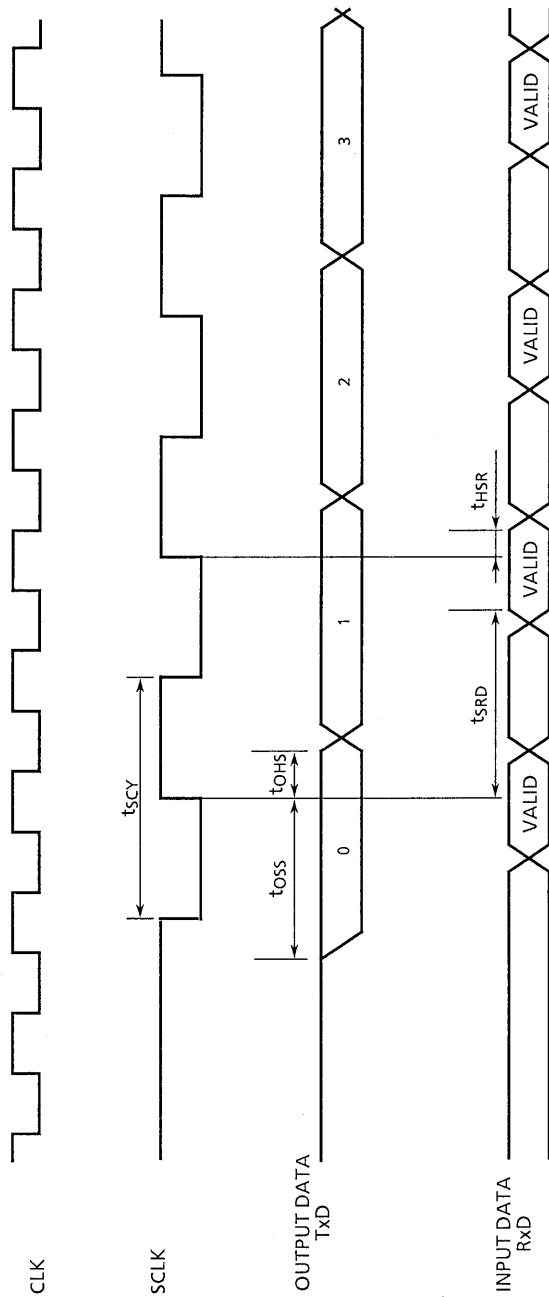 CLK
SCLK
tSCY
OUTPUT DATA
TxD
tOSS
tOHS
0
1
2
3
INPUT DATA
RxD
tSRD
tHSR
VALID
VALID
VALID
VALID